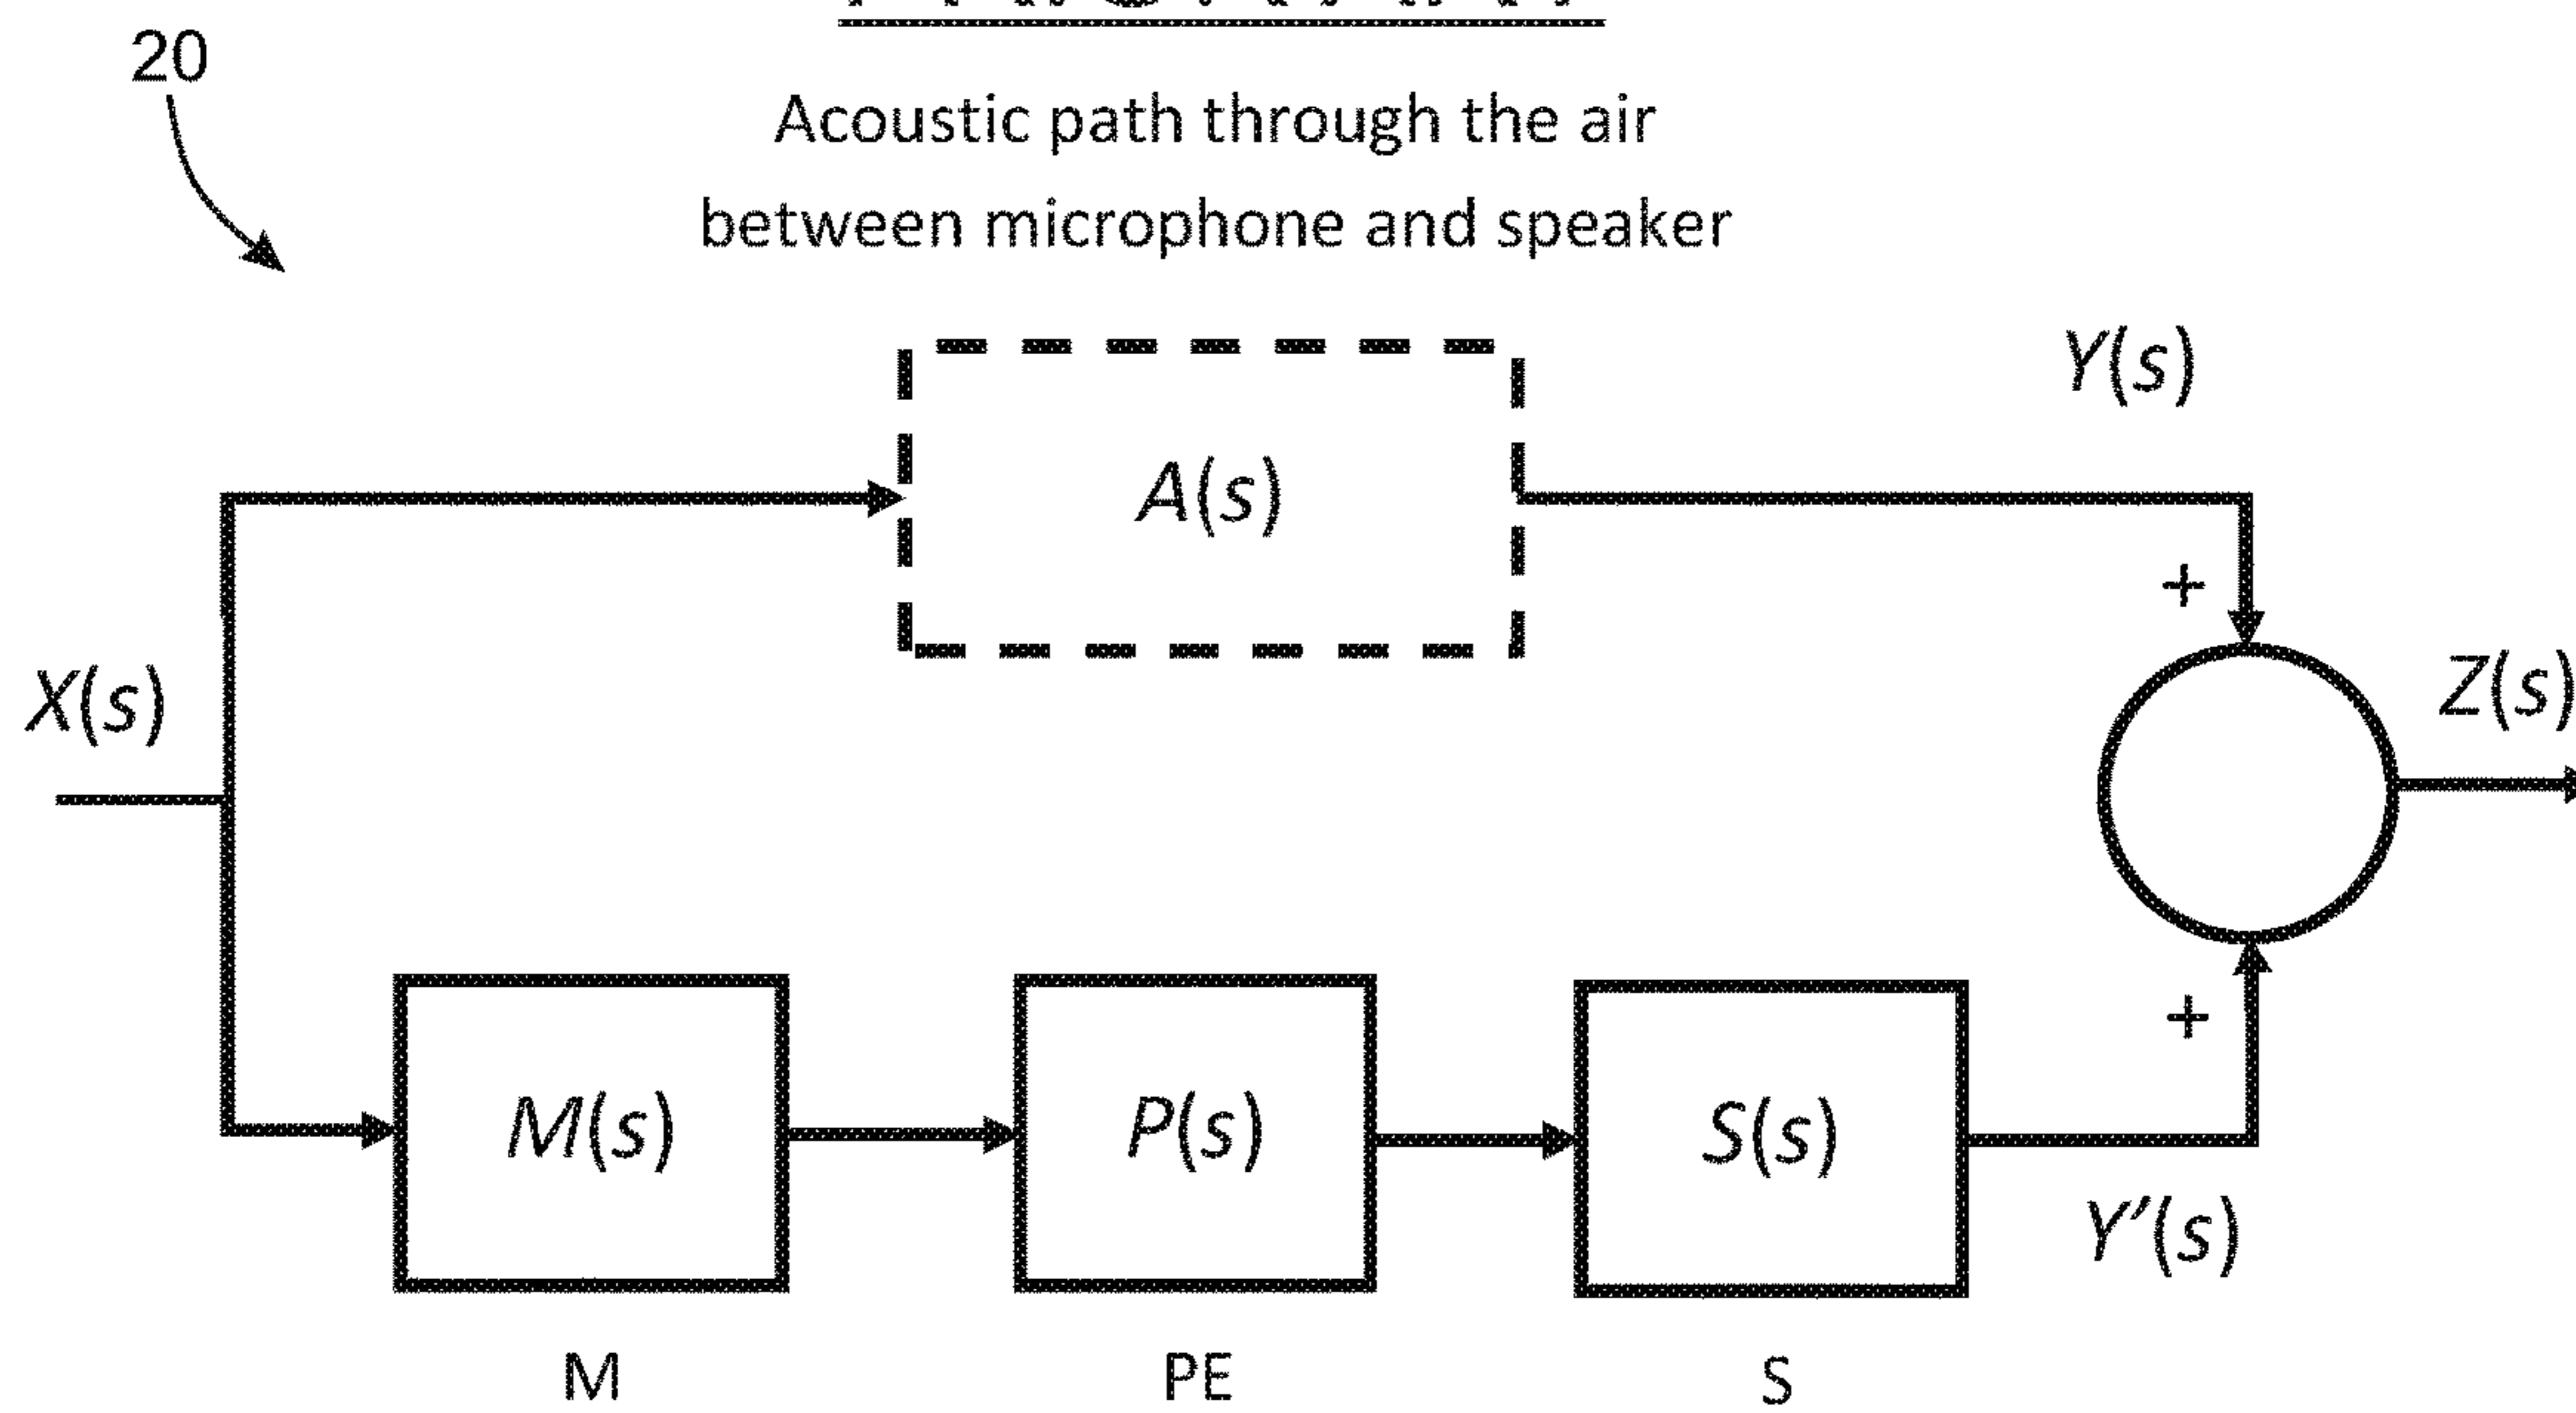 20
Acoustic path through the air
between microphone and speaker
Y(s)
A(s)
+
X(s)
Z(s)
+
M(s)
P(s)
S(s)
Y'(s)
M
PE
S